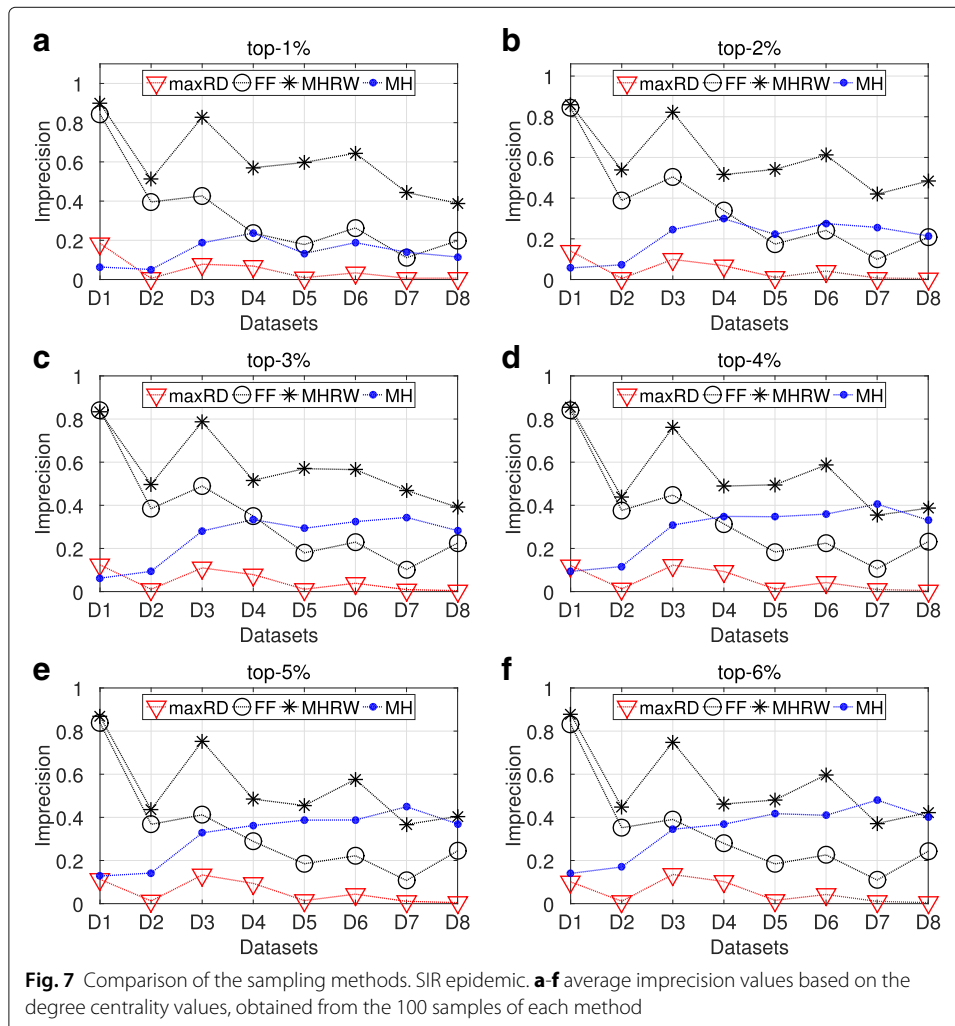 a
top-1%
maxRD FF MHRW MH
1
0.8
0.6
0.4
0.2
0
Imprecision
D1 D2 D3 D4 D5 D6 D7 D8
Datasets
b
top-2%
maxRD FF MHRW MH
1
0.8
0.6
0.4
0.2
0
Imprecision
D1 D2 D3 D4 D5 D6 D7 D8
Datasets
c
top-3%
maxRD FF MHRW MH
1
0.8
0.6
0.4
0.2
0
Imprecision
D1 D2 D3 D4 D5 D6 D7 D8
Datasets
d
top-4%
maxRD FF MHRW MH
1
0.8
0.6
0.4
0.2
0
Imprecision
D1 D2 D3 D4 D5 D6 D7 D8
Datasets
e
top-5%
maxRD FF MHRW MH
1
0.8
0.6
0.4
0.2
0
Imprecision
D1 D2 D3 D4 D5 D6 D7 D8
Datasets
f
top-6%
maxRD FF MHRW MH
1
0.8
0.6
0.4
0.2
0
Imprecision
D1 D2 D3 D4 D5 D6 D7 D8
Datasets
Fig. 7 Comparison of the sampling methods. SIR epidemic. a-f average imprecision values based on the
degree centrality values, obtained from the 100 samples of each method